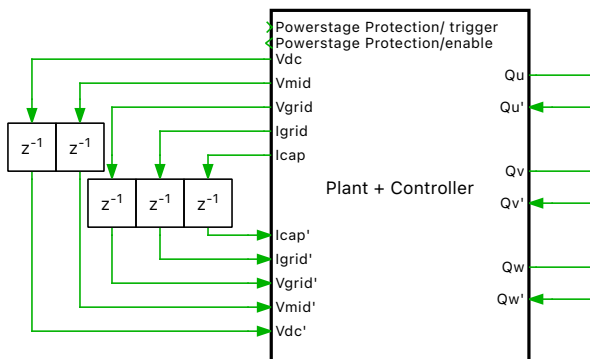 Powerstage Protection/ trigger
Powerstage Protection/enable
Vdc
Vmid
Vgrid
Igrid
Icap
z-1 z-1
z-1 z-1 z-1
Icap'
Igrid'
Vgrid'
Vmid'
Vdc'
Plant + Controller
Qu
Qu'
Qv
Qv'
Qw
Qw'